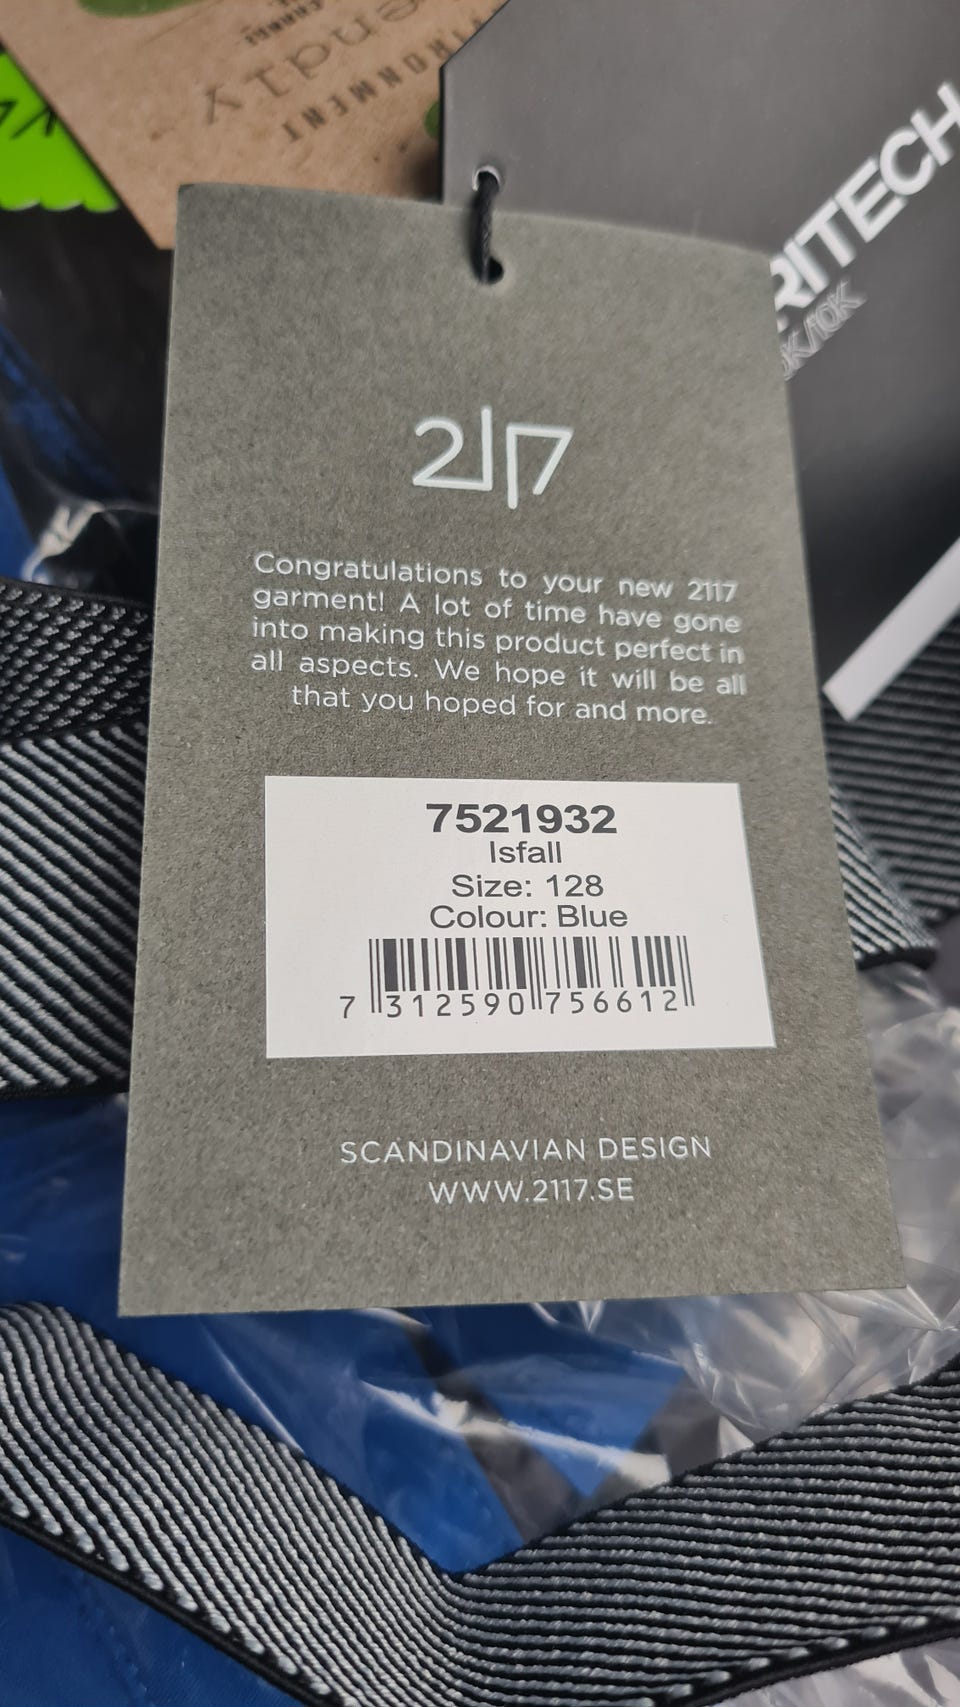 ENVIRONMENT
RITECH
2117
Congratulations to your new 2117
garment! A lot of time have gone
into making this product perfect in
all aspects. We hope it will be all
that you hoped for and more.
7521932
Isfall
Size: 128
Colour: Blue
7 312590 756612
SCANDINAVIAN DESIGN
WWW.2117.SE